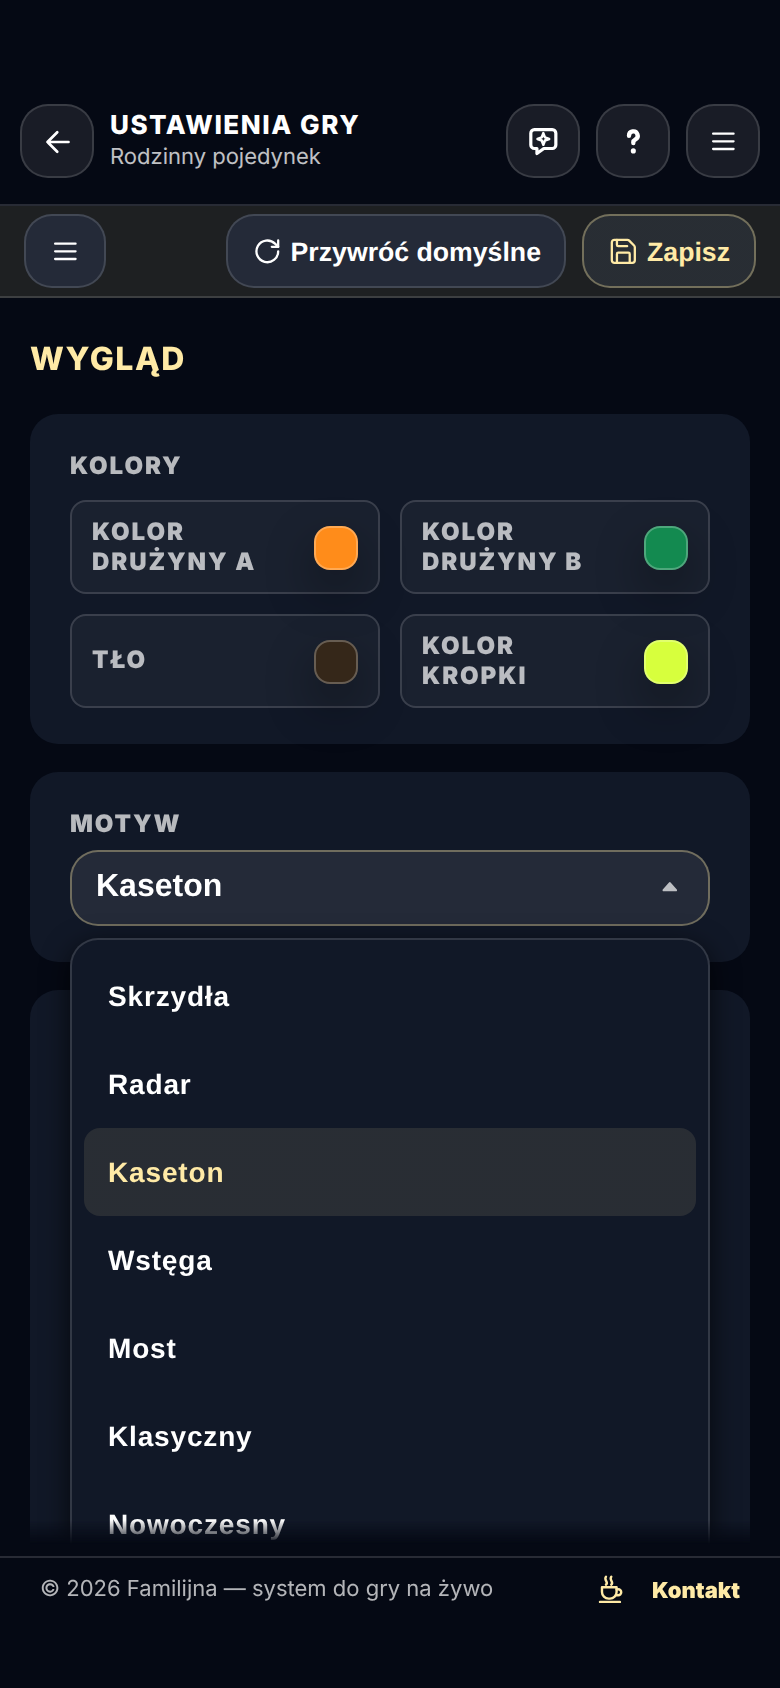 USTAWIENIA GRY
Rodzinny pojedynek
Przywróć domyślne
Zapisz
WYGLĄD
KOLORY
KOLOR
DRUŻYNY A
KOLOR
DRUŻYNY B
TŁO
KOLOR
KROPKI
MOTYW
Kaseton
Skrzydła
Radar
Kaseton
Wstęga
Most
Klasyczny
Nowoczesny
© 2026 Familijna — system do gry na żywo
Kontakt